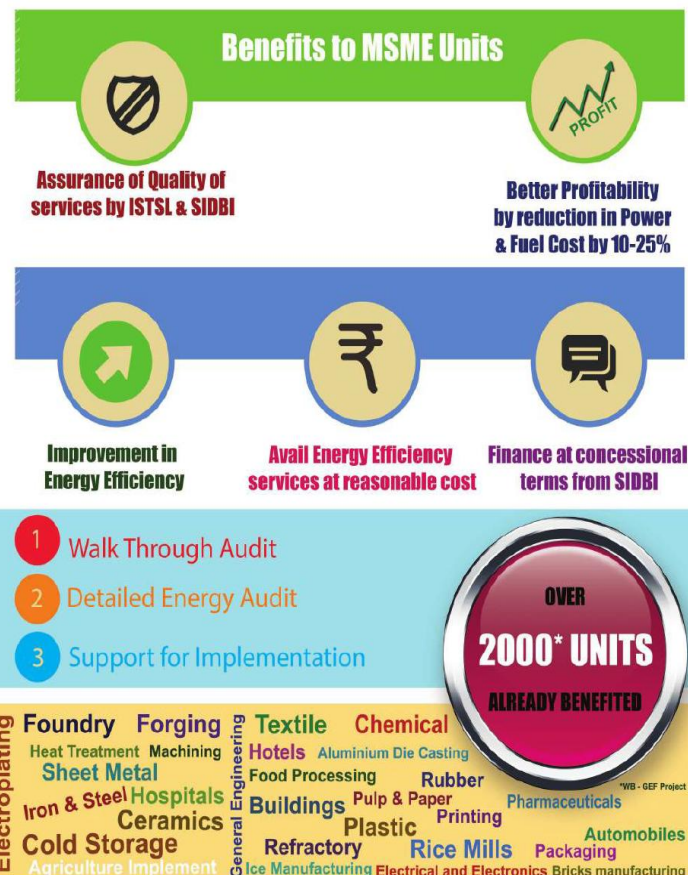 Benefits to MSME Units
PROFIT
Assurance of Quality of
services by ISTSL & SIDBI
Better Profitability
by reduction in Power
& Fuel Cost by 10-25%
₹
Improvement in
Energy Efficiency
Avail Energy Efficiency
services at reasonable cost
Finance at concessional
terms from SIDBI
1 Walk Through Audit
2 Detailed Energy Audit
3 Support for Implementation
OVER
2000* UNITS
ALREADY BENEFITED
*WB - GEF Project
Electroplating
Foundry Forging
Heat Treatment Machining
Sheet Metal
Iron & Steel Hospitals
Ceramics
Cold Storage
Agriculture Implement
General Engineering
Textile Chemical
Hotels Aluminium Die Casting
Food Processing Rubber
Buildings Pulp & Paper Pharmaceuticals
Plastic Printing
Automobiles
Refractory Rice Mills Packaging
Ice Manufacturing Electrical and Electronics Bricks manufacturing